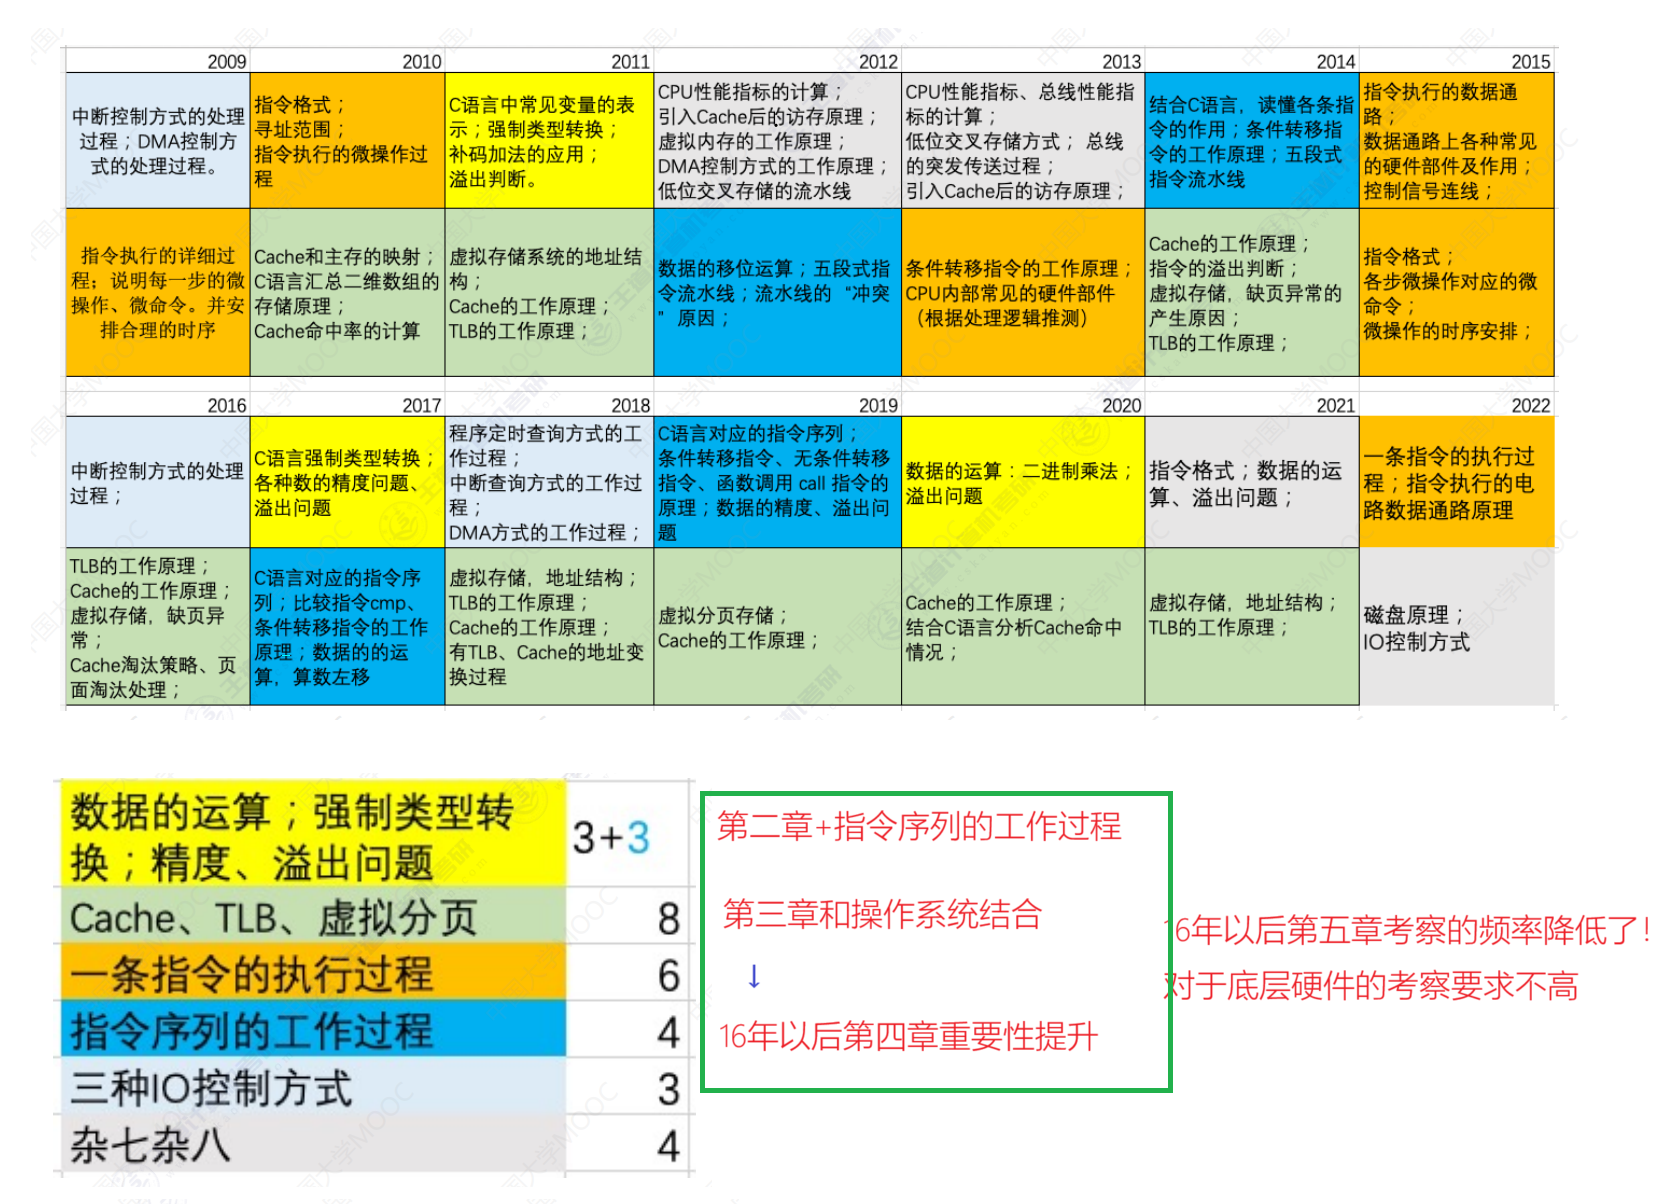 2009 2010 2011 2012 2013 2014 2015
中断控制方式的处理
过程；DMA控制方
式的处理过程。
指令格式；
寻址范围；
指令执行的微操作过
程
C语言中常见变量的表
示；强制类型转换；
补码加法的应用；
溢出判断。
CPU性能指标的计算；
引入Cache后的访存原理；
虚拟内存的工作原理；
DMA控制方式的工作原理；
低位交叉存储的流水线
CPU性能指标、总线性能指
标的计算；
低位交叉存储方式；总线
的突发传送过程；
引入Cache后的访存原理；
结合C语言，读懂各条指
令的作用；条件转移指
令的工作原理；五段式
指令流水线
指令执行的数据通
路；
数据通路上各种常见
的硬件部件及作用；
控制信号连线；
指令执行的详细过
程；说明每一步的微
操作、微命令。并安
排合理的时序
Cache和主存的映射；
C语言汇总二维数组的
存储原理；
Cache命中率的计算
虚拟存储系统的地址结
构；
Cache的工作原理；
TLB的工作原理；
数据的移位运算；五段式指
令流水线；流水线的“冲突
”原因；
条件转移指令的工作原理；
CPU内部常见的硬件部件
（根据处理逻辑推测）
Cache的工作原理；
指令的溢出判断；
虚拟存储，缺页异常的
产生原因；
TLB的工作原理；
指令格式；
各步微操作对应的微
命令；
微操作的时序安排；
2016 2017 2018 2019 2020 2021 2022
中断控制方式的处理
过程；
C语言强制类型转换；
各种数的精度问题、
溢出问题
程序定时查询方式的工
作过程；
中断查询方式的工作过
程；
DMA方式的工作过程；
C语言对应的指令序列；
条件转移指令、无条件转移
指令、函数调用 call 指令的
原理；数据的精度、溢出问
题
数据的运算：二进制乘法；
溢出问题
指令格式；数据的运
算、溢出问题；
一条指令的执行过
程；指令执行的电
路数据通路原理
TLB的工作原理；
Cache的工作原理；
虚拟存储，缺页异
常；
Cache淘汰策略、页
面淘汰处理；
C语言对应的指令序
列；比较指令cmp、
条件转移指令的工作
原理；数据的的运
算，算数左移
虚拟存储，地址结构；
TLB的工作原理；
Cache的工作原理；
有TLB、Cache的地址变
换过程
虚拟分页存储；
Cache的工作原理；
Cache的工作原理；
结合C语言分析Cache命中
情况；
虚拟存储，地址结构；
TLB的工作原理；
磁盘原理；
IO控制方式
数据的运算；强制类型转
换；精度、溢出问题
3+3
Cache、TLB、虚拟分页 8
一条指令的执行过程 6
指令序列的工作过程 4
三种IO控制方式 3
杂七杂八 4
第二章+指令序列的工作过程
第三章和操作系统结合
↓
16年以后第四章重要性提升
16年以后第五章考察的频率降低了！
对于底层硬件的考察要求不高
中国大学MOOC
王道计算机考研